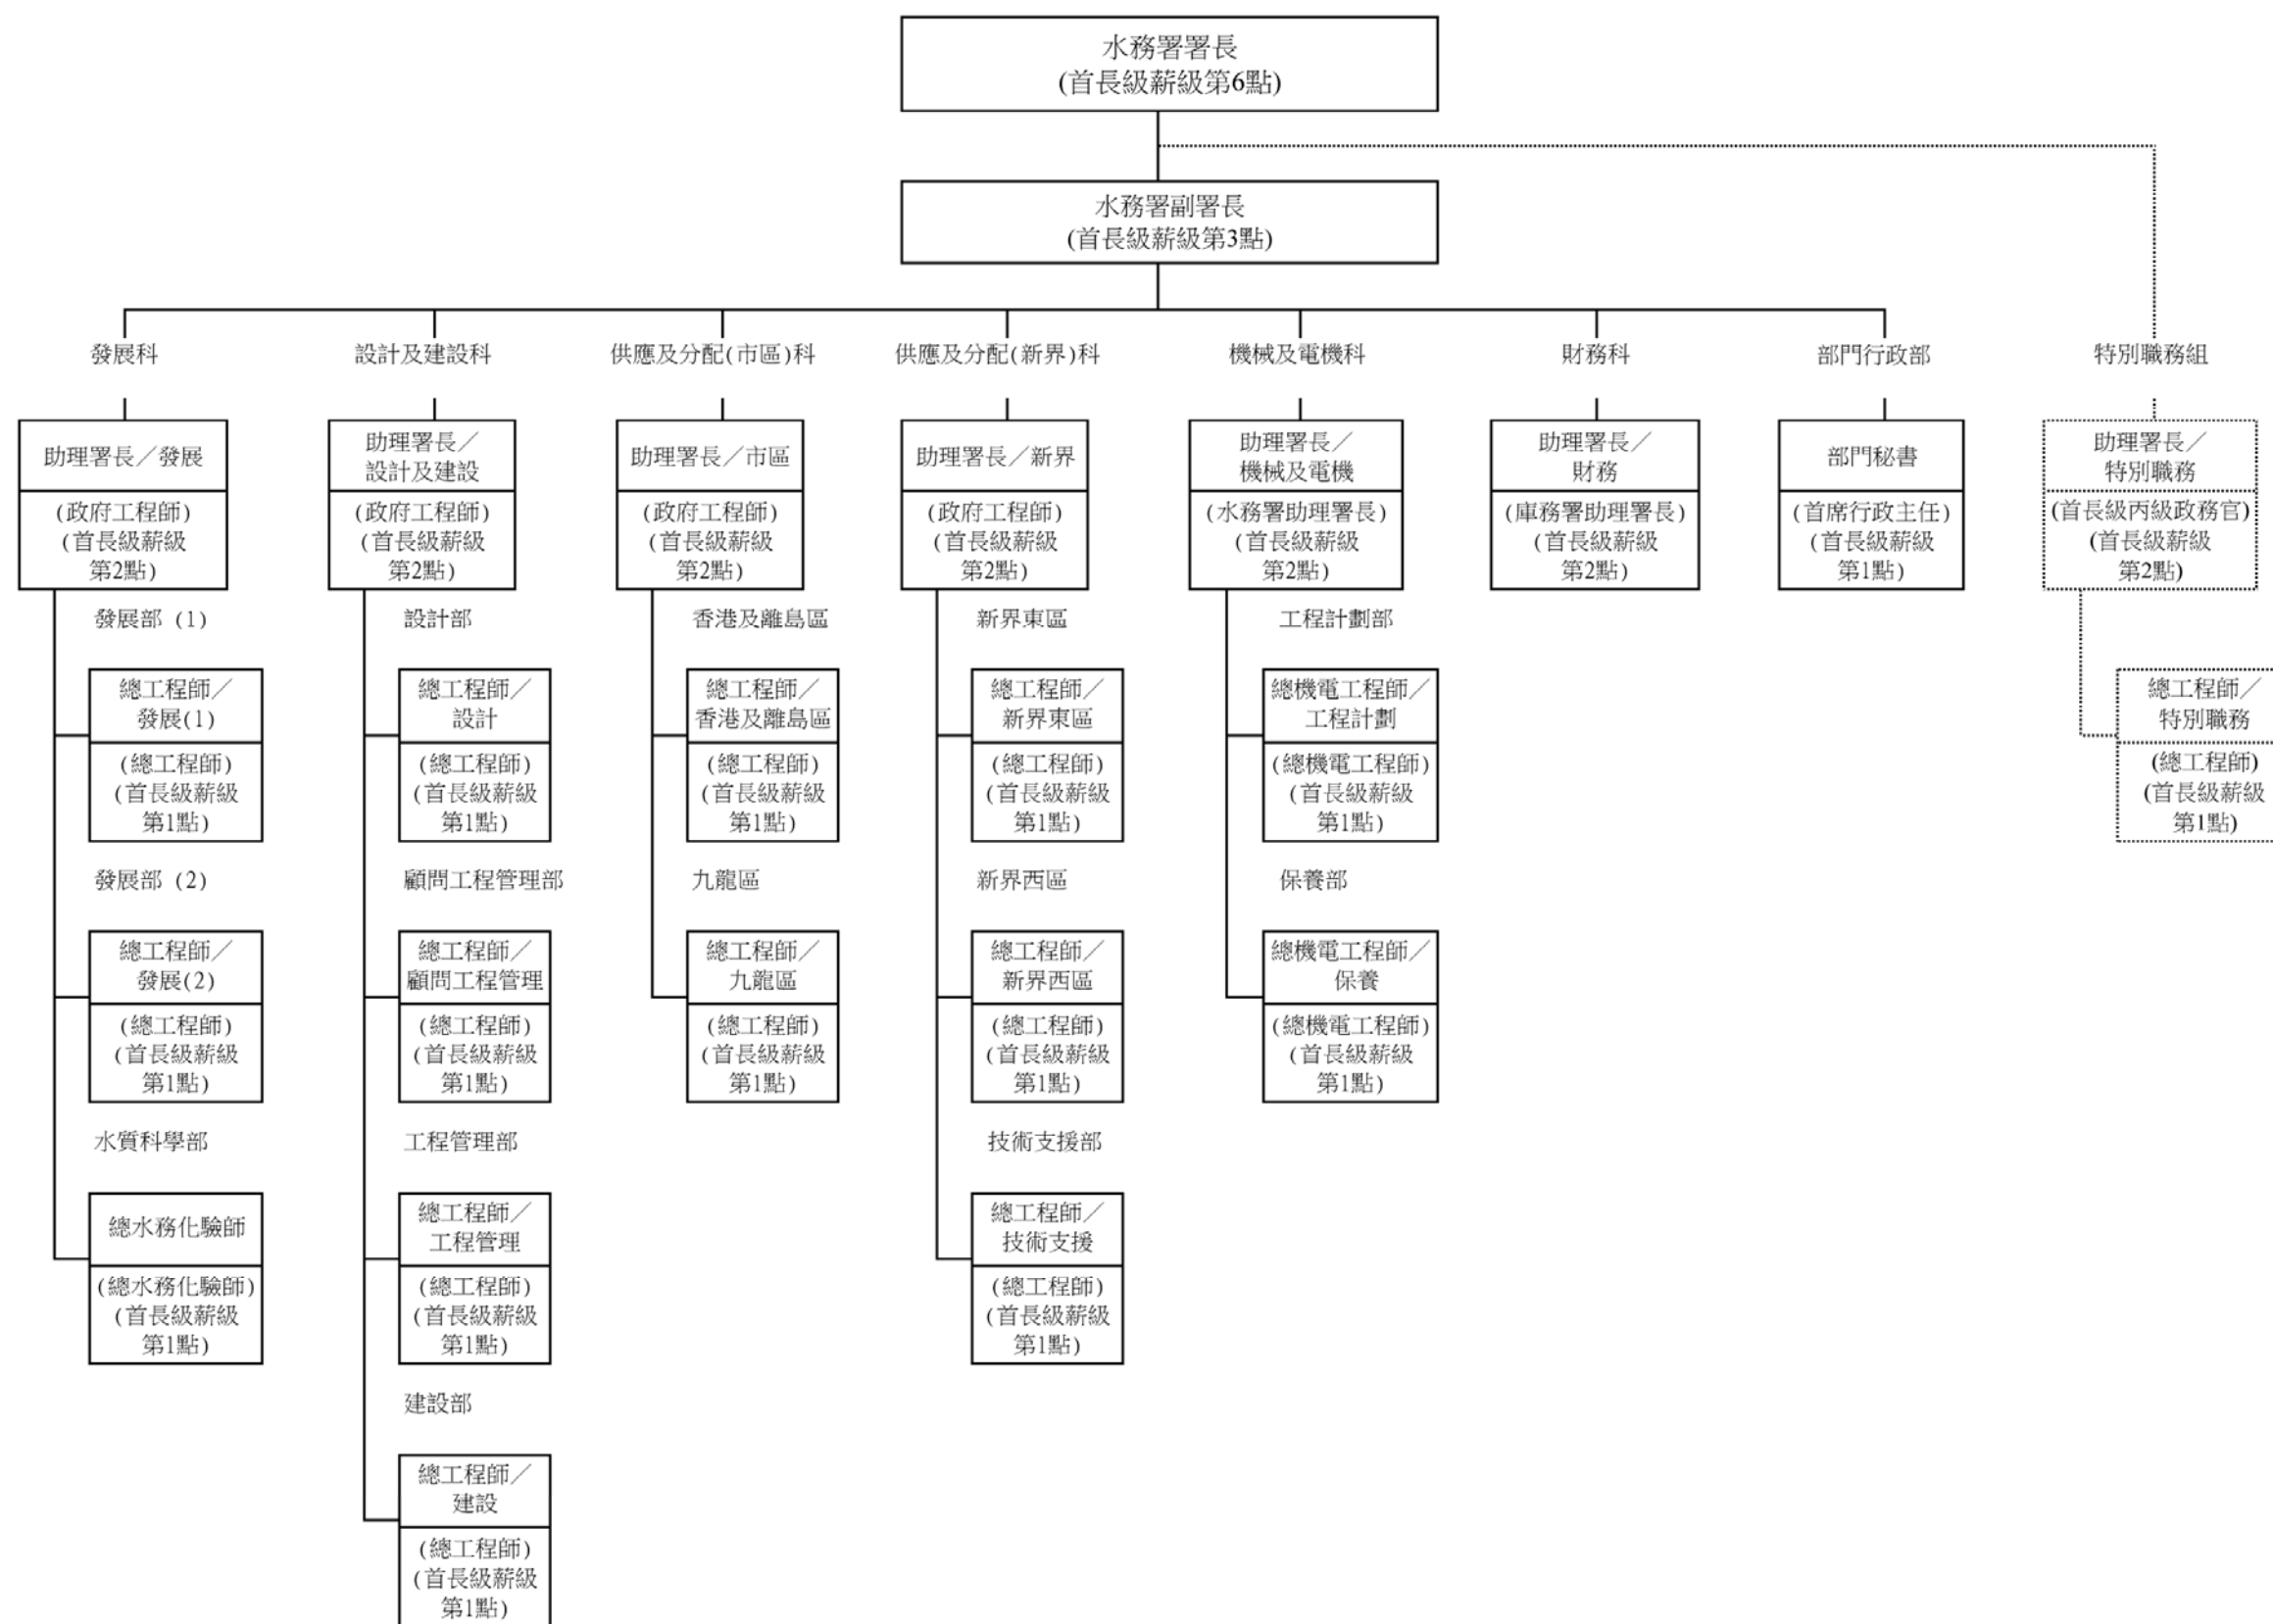 水務署署長
(首長級薪級第6點)
水務署副署長
(首長級薪級第3點)
發展科
設計及建設科
供應及分配(市區)科
供應及分配(新界)科
機械及電機科
財務科
部門行政部
特別職務組
助理署長／發展
(政府工程師)
(首長級薪級
第2點)
助理署長／
設計及建設
(政府工程師)
(首長級薪級
第2點)
助理署長／市區
(政府工程師)
(首長級薪級
第2點)
助理署長／新界
(政府工程師)
(首長級薪級
第2點)
助理署長／
機械及電機
(水務署助理署長)
(首長級薪級
第2點)
助理署長／
財務
(庫務署助理署長)
(首長級薪級
第2點)
部門秘書
(首席行政主任)
(首長級薪級
第1點)
助理署長／
特別職務
(首長級丙級政務官)
(首長級薪級
第2點)
發展部 (1)
總工程師／
發展(1)
(總工程師)
(首長級薪級
第1點)
發展部 (2)
總工程師／
發展(2)
(總工程師)
(首長級薪級
第1點)
水質科學部
總水務化驗師
(總水務化驗師)
(首長級薪級
第1點)
設計部
總工程師／
設計
(總工程師)
(首長級薪級
第1點)
顧問工程管理部
總工程師／
顧問工程管理
(總工程師)
(首長級薪級
第1點)
工程管理部
總工程師／
工程管理
(總工程師)
(首長級薪級
第1點)
建設部
總工程師／
建設
(總工程師)
(首長級薪級
第1點)
香港及離島區
總工程師／
香港及離島區
(總工程師)
(首長級薪級
第1點)
九龍區
總工程師／
九龍區
(總工程師)
(首長級薪級
第1點)
新界東區
總工程師／
新界東區
(總工程師)
(首長級薪級
第1點)
新界西區
總工程師／
新界西區
(總工程師)
(首長級薪級
第1點)
技術支援部
總工程師／
技術支援
(總工程師)
(首長級薪級
第1點)
工程計劃部
總機電工程師／
工程計劃
(總機電工程師)
(首長級薪級
第1點)
保養部
總機電工程師／
保養
(總機電工程師)
(首長級薪級
第1點)
總工程師／
特別職務
(總工程師)
(首長級薪級
第1點)